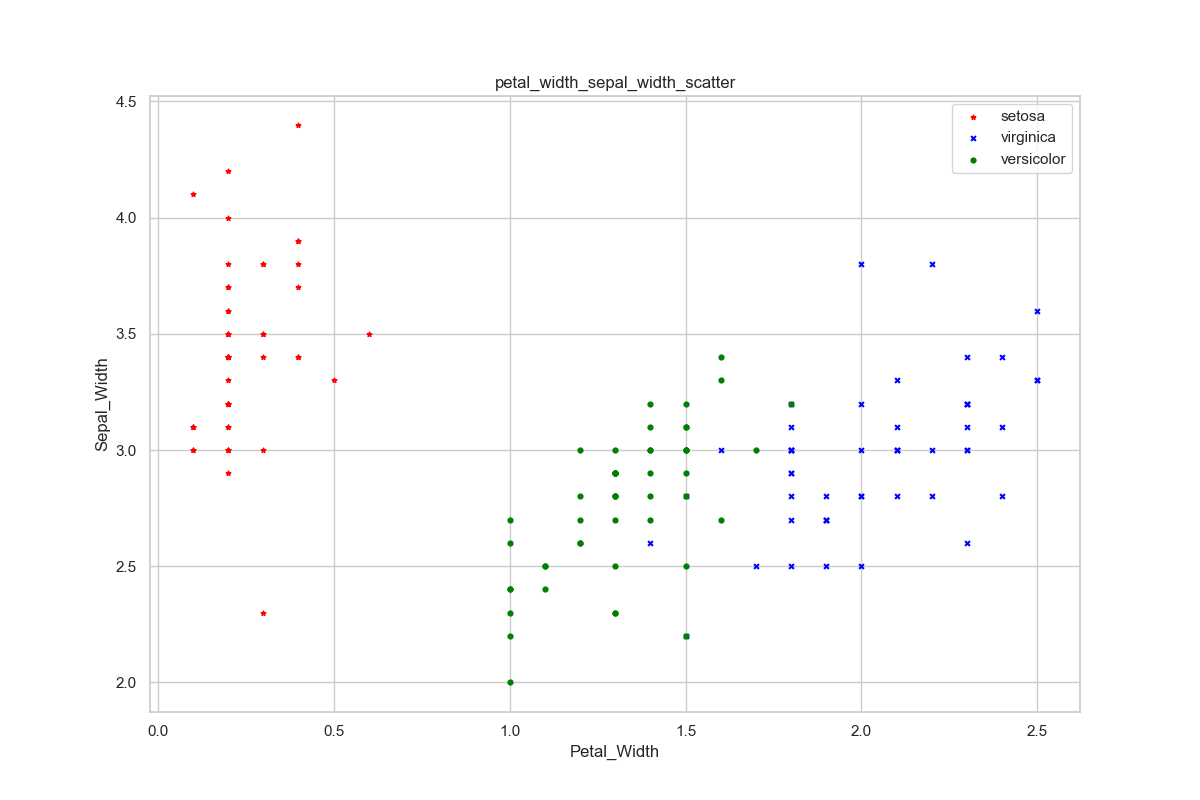 petal_width_sepal_width_scatter
setosa
virginica
versicolor
4.5
4.0
3.5
3.0
2.5
2.0
Sepal_Width
0.0 0.5 1.0 1.5 2.0 2.5
Petal_Width